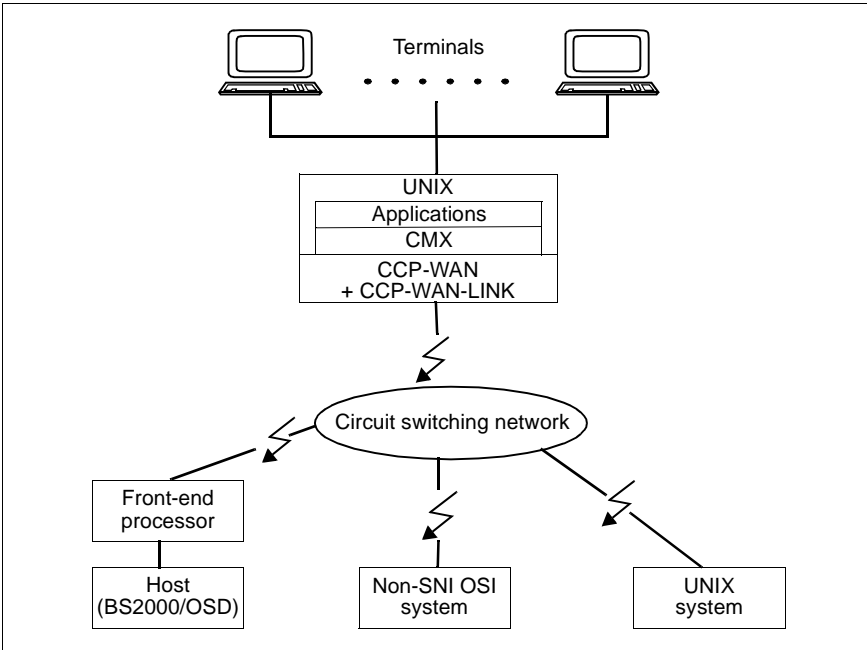 Terminals
UNIX
Applications
CMX
CCP-WAN
+ CCP-WAN-LINK
Circuit switching network
Front-end
processor
Host
(BS2000/OSD)
Non-SNI OSI
system
UNIX
system